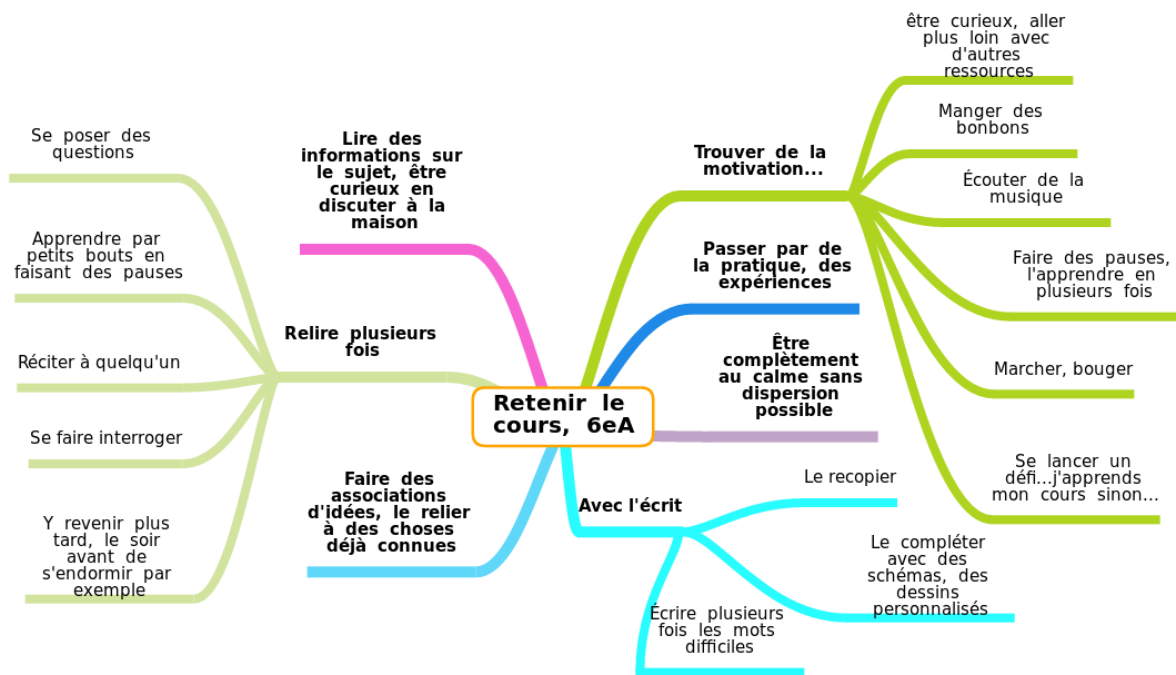 Retenir le
cours, 6eA
Trouver de la
motivation...
être curieux, aller
plus loin avec
d'autres
ressources
Manger des
bonbons
Écouter de la
musique
Faire des pauses,
l'apprendre en
plusieurs fois
Marcher, bouger
Se lancer un
défi...j'apprends
mon cours sinon...
Passer par de
la pratique, des
expériences
Être
complètement
au calme sans
dispersion
possible
Avec l'écrit
Le recopier
Le compléter
avec des
schémas, des
dessins
personnalisés
Écrire plusieurs
fois les mots
difficiles
Lire des
informations sur
le sujet, être
curieux en
discuter à la
maison
Relire plusieurs
fois
Se poser des
questions
Apprendre par
petits bouts en
faisant des pauses
Réciter à quelqu'un
Se faire interroger
Y revenir plus
tard, le soir
avant de
s'endormir par
exemple
Faire des
associations
d'idées, le relier
à des choses
déjà connues